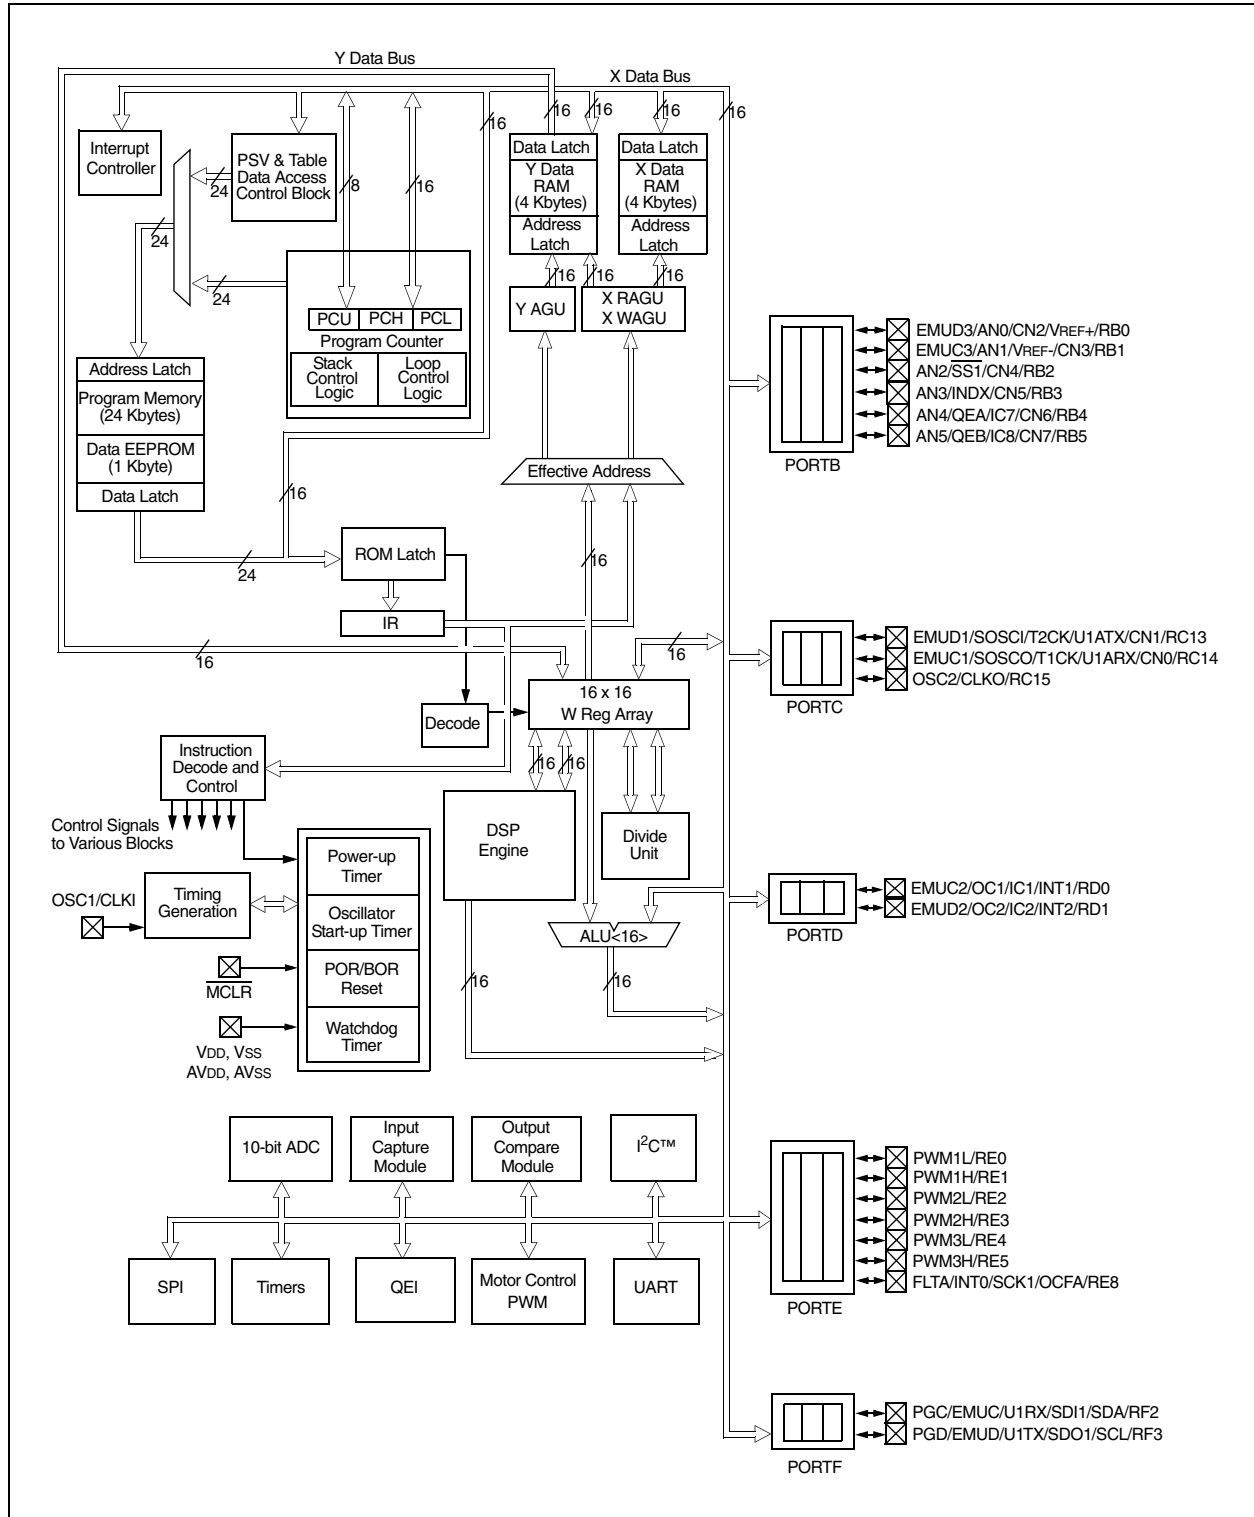 Y Data Bus
X Data Bus
16
16
16
16
16
Interrupt
Controller
PSV & Table
Data Access
Control Block
24
24
24
8
16
Data Latch
Y Data
RAM
(4 Kbytes)
Address
Latch
Data Latch
X Data
RAM
(4 Kbytes)
Address
Latch
16
16
16
Y AGU
X RAGU
X WAGU
PCU
PCH
PCL
Program Counter
Stack
Control
Logic
Loop
Control
Logic
Address Latch
Program Memory
(24 Kbytes)
Data EEPROM
(1 Kbyte)
Data Latch
16
24
Effective Address
16
ROM Latch
IR
16
16
16 x 16
W Reg Array
Decode
Instruction
Decode and
Control
Control Signals
to Various Blocks
16
16
DSP
Engine
Divide
Unit
Power-up
Timer
Oscillator
Start-up Timer
POR/BOR
Reset
Watchdog
Timer
OSC1/CLKI
Timing
Generation
MCLR
VDD, VSS
AVDD, AVSS
ALU<16>
16
16
10-bit ADC
Input
Capture
Module
Output
Compare
Module
I²C™
SPI
Timers
QEI
Motor Control
PWM
UART
EMUD3/AN0/CN2/VREF+/RB0
EMUC3/AN1/VREF-/CN3/RB1
AN2/SS1/CN4/RB2
AN3/INDX/CN5/RB3
AN4/QEA/IC7/CN6/RB4
AN5/QEB/IC8/CN7/RB5
PORTB
EMUD1/SOSCI/T2CK/U1ATX/CN1/RC13
EMUC1/SOSCO/T1CK/U1ARX/CN0/RC14
OSC2/CLKO/RC15
PORTC
EMUC2/OC1/IC1/INT1/RD0
EMUD2/OC2/IC2/INT2/RD1
PORTD
PWM1L/RE0
PWM1H/RE1
PWM2L/RE2
PWM2H/RE3
PWM3L/RE4
PWM3H/RE5
FLTA/INT0/SCK1/OCFA/RE8
PORTE
PGC/EMUC/U1RX/SDI1/SDA/RF2
PGD/EMUD/U1TX/SDO1/SCL/RF3
PORTF